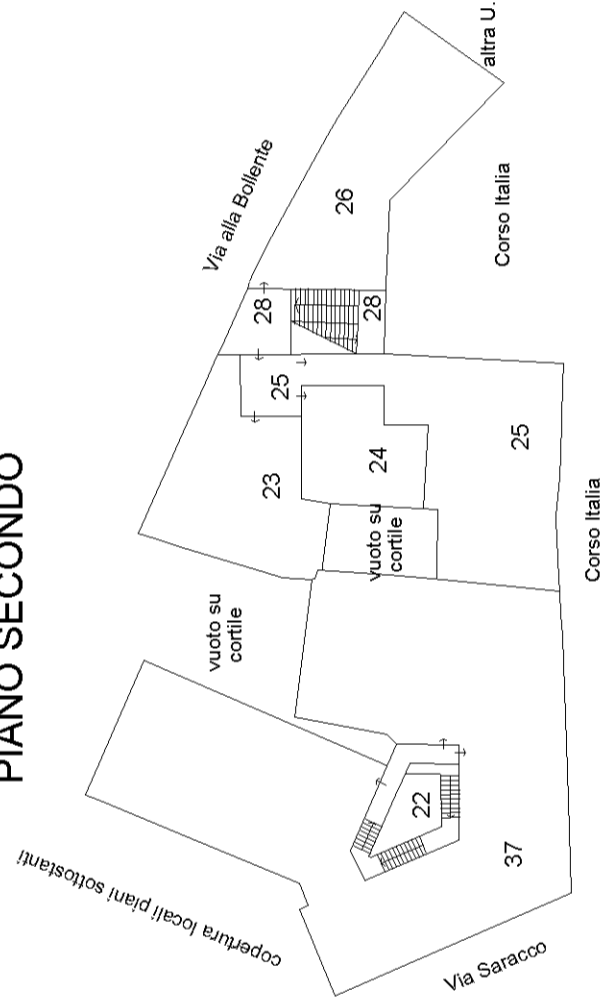 PIANO SECONDO
altra U.
Via alla Bollente
26
Corso Italia
28
28
25
23
24
25
vuoto su
cortile
Corso Italia
vuoto su
cortile
22
37
copertura locali piani sottostanti
Via Saracco